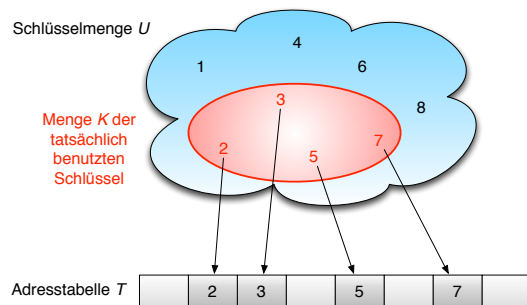 Schlüsselmenge U
4
1
6
3
8
Menge K der
tatsächlich
benutzten
Schlüssel
2
5
7
Adresstabelle T
2 3 5 7